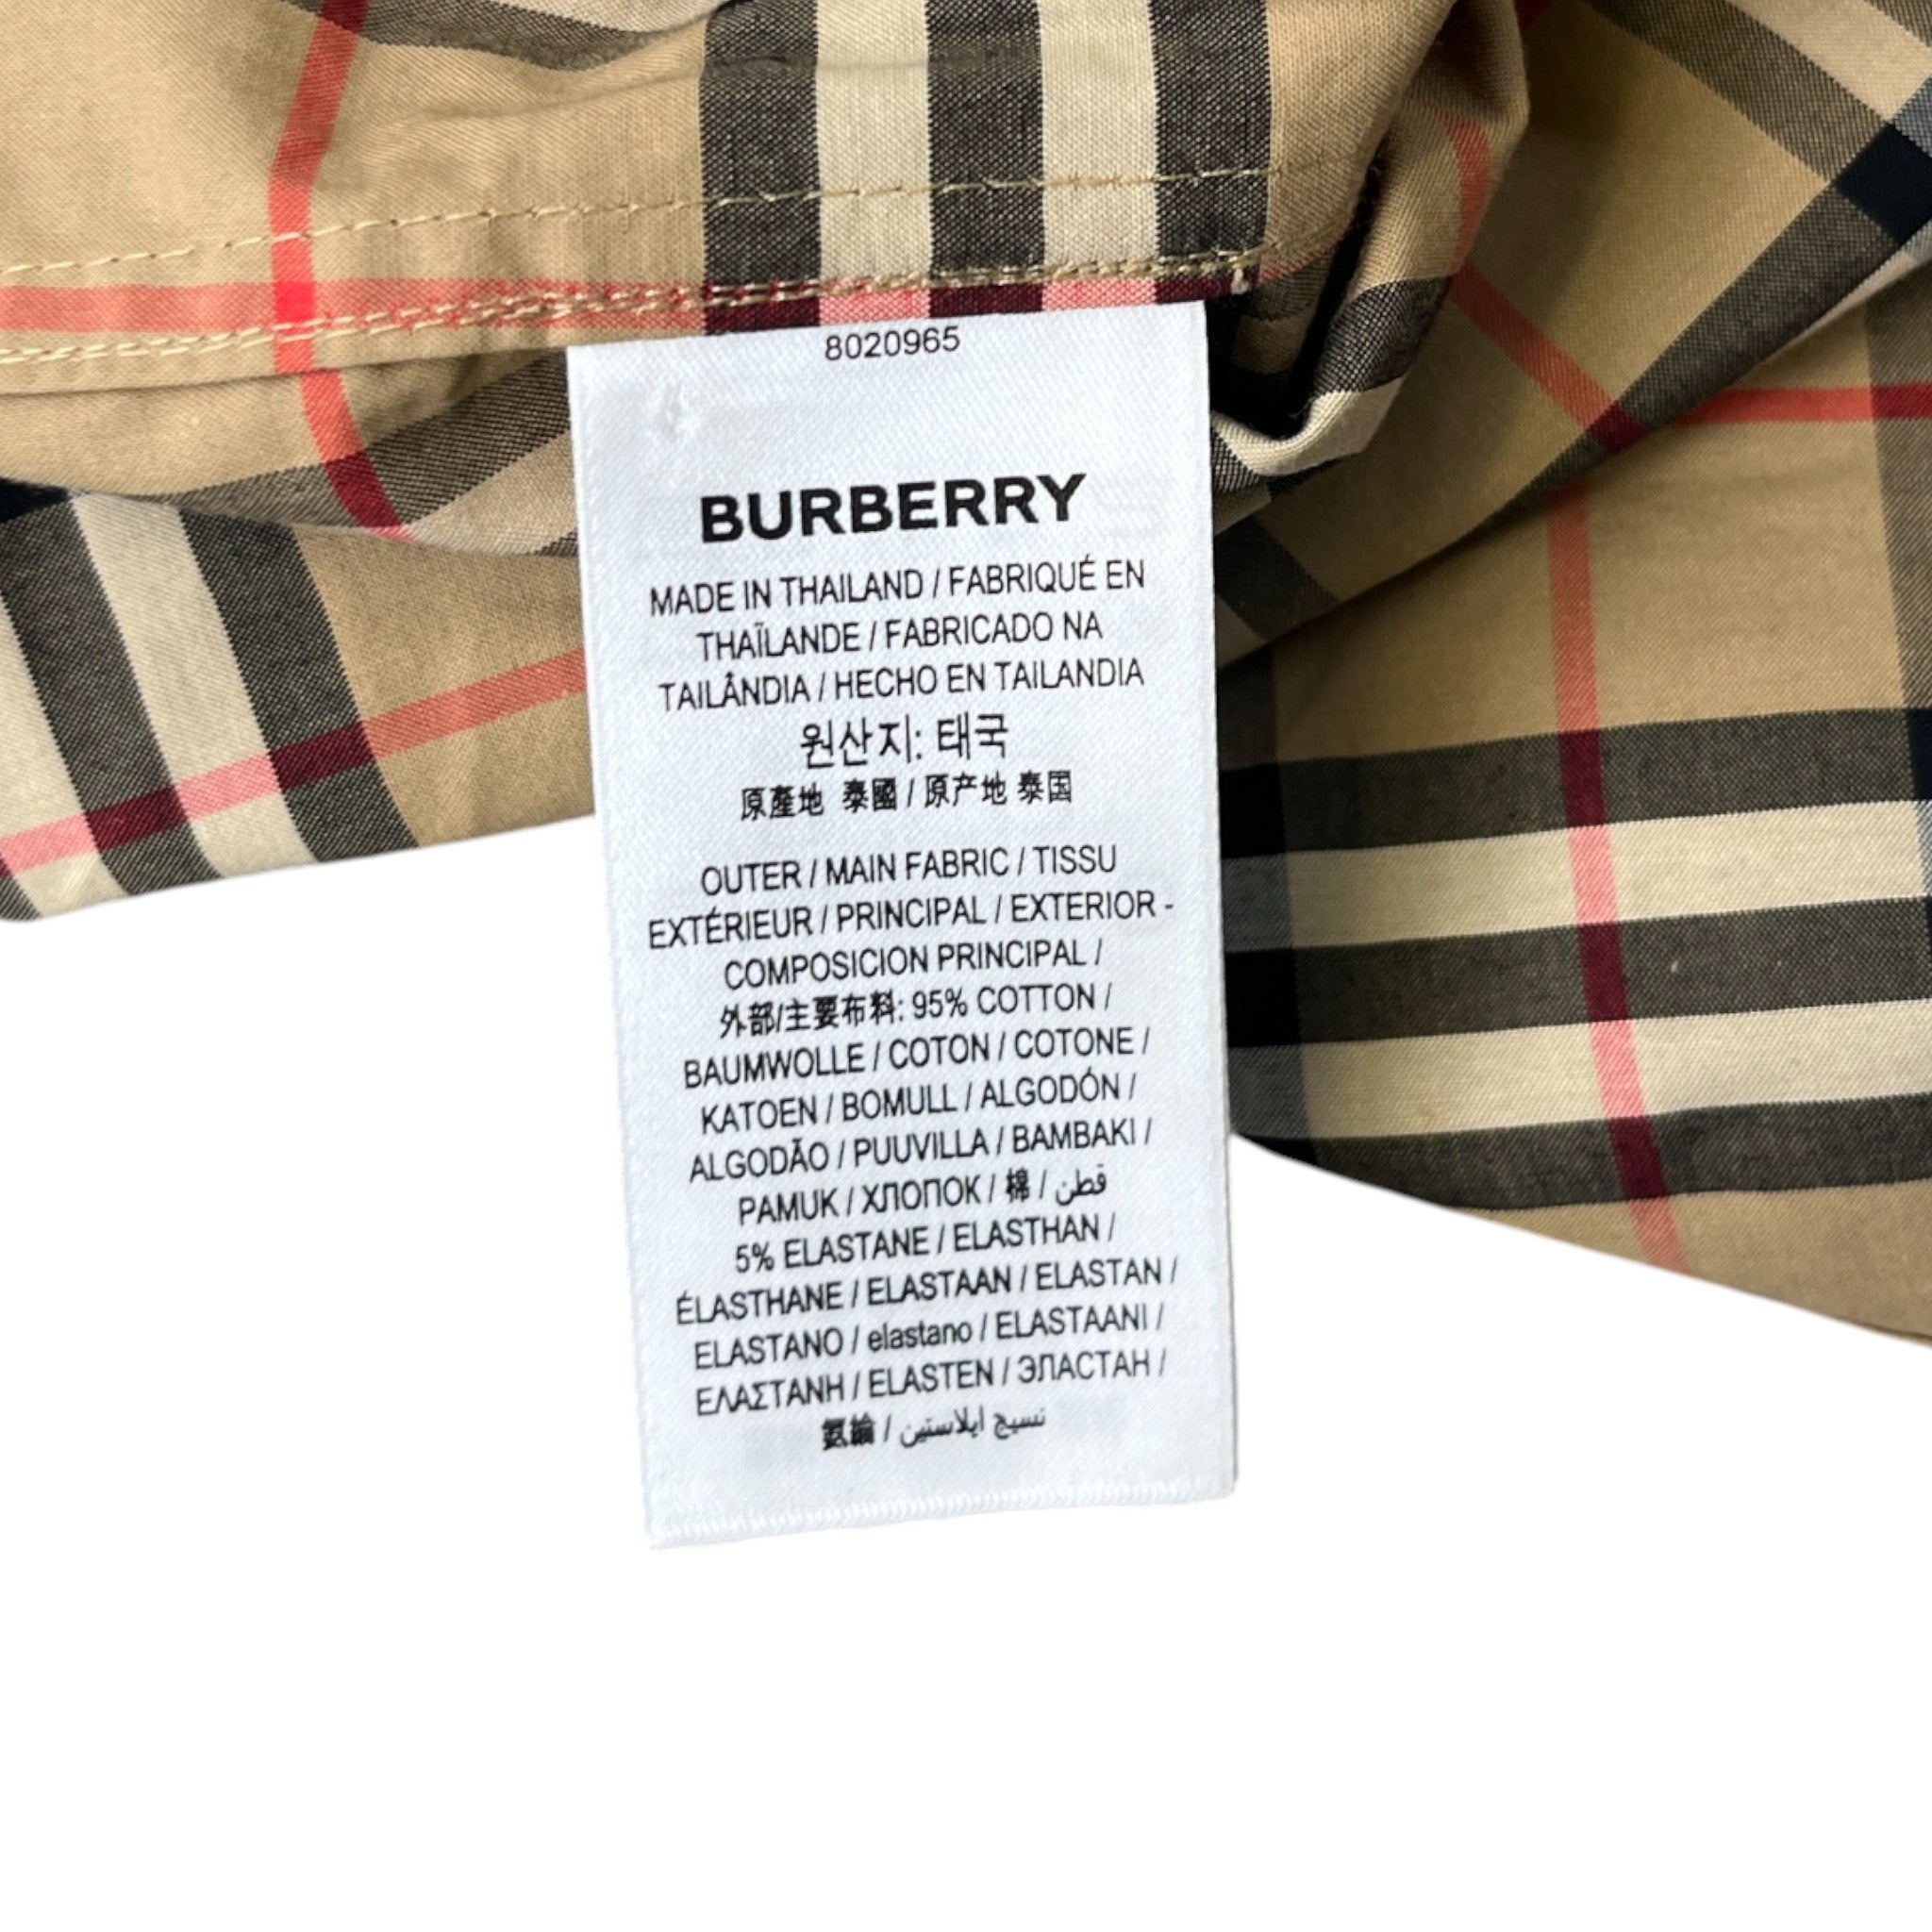 8020965
BURBERRY
MADE IN THAILAND / FABRIQUÉ EN
THAÏLANDE / FABRICADO NA
TAILÂNDIA / HECHO EN TAILANDIA
원산지: 태국
原產地 泰國 / 原产地 泰国
OUTER / MAIN FABRIC / TISSU
EXTÉRIEUR / PRINCIPAL / EXTERIOR -
COMPOSICION PRINCIPAL /
外部/主要布料: 95% COTTON /
BAUMWOLLE / COTON / COTONE /
KATOEN / BOMULL / ALGODÓN /
ALGODÃO / PUUVILLA / BAMBAKI /
PAMUK / ХЛОПОК / 棉 / قطن
5% ELASTANE / ELASTHAN /
ÉLASTHANE / ELASTAAN / ELASTAN /
ELASTANO / elastano / ELASTAANI /
ΕΛΑΣΤΑΝΗ / ELASTEN / ЭЛАСТАН /
氨綸 / نسيج ايلاستين